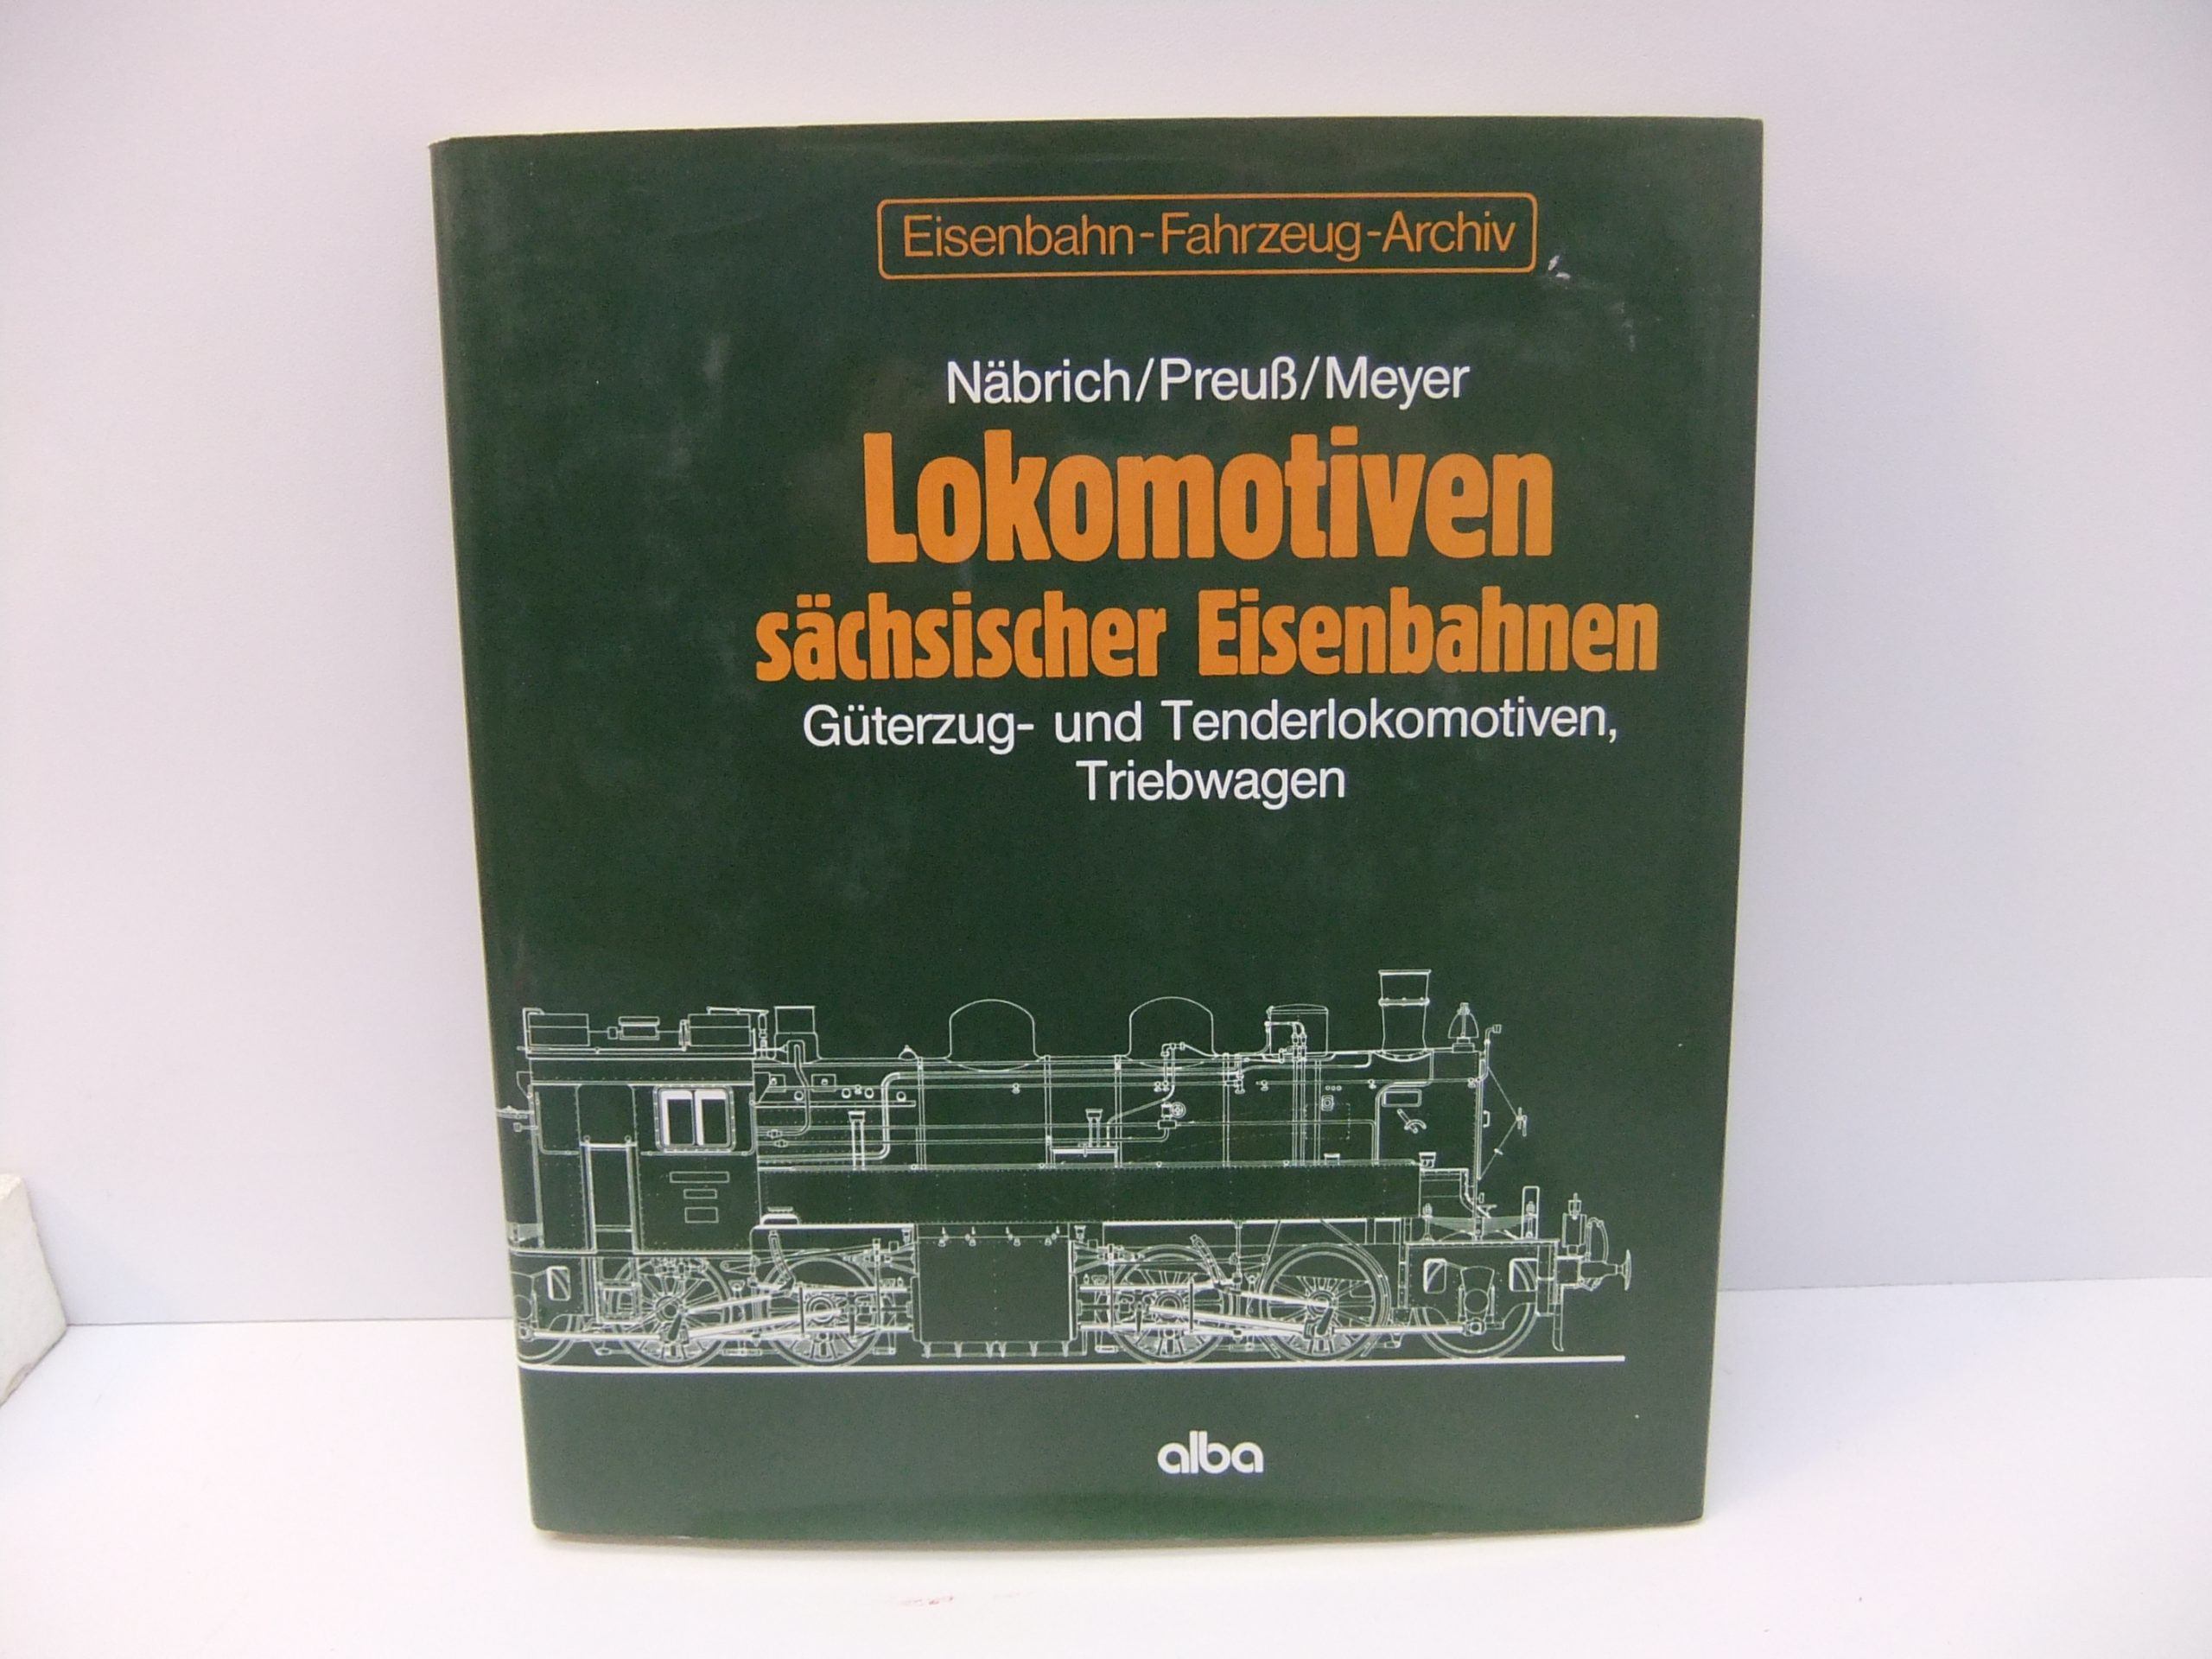 Eisenbahn-Fahrzeug-Archiv
Näbrich/Preuß/Meyer
Lokomotiven
sächsischer Eisenbahnen
Güterzug- und Tenderlokomotiven,
Triebwagen
alba